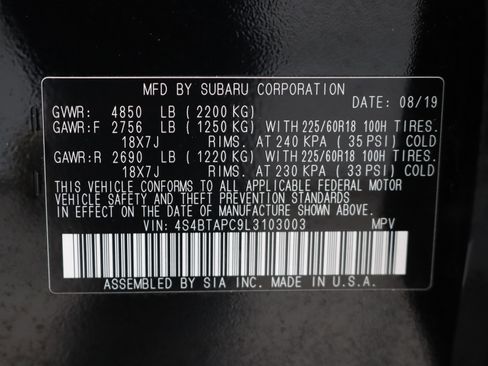 MFD BY SUBARU CORPORATION
DATE: 08/19
GVWR: 4850 LB ( 2200 KG)
GAWR:F 2756 LB ( 1250 KG) WITH 225/60R18 100H TIRES.
18X7J RIMS. AT 240 KPA ( 35 PSI) COLD
GAWR:R 2690 LB ( 1220 KG) WITH 225/60R18 100H TIRES.
18X7J RIMS. AT 230 KPA ( 33 PSI) COLD
THIS VEHICLE CONFORMS TO ALL APPLICABLE FEDERAL MOTOR
VEHICLE SAFETY AND THEFT PREVENTION STANDARDS
IN EFFECT ON THE DATE OF MANUFACTURE SHOWN ABOVE.
VIN: 4S4BTAPC9L3103003 MPV
ASSEMBLED BY SIA INC. MADE IN U.S.A.